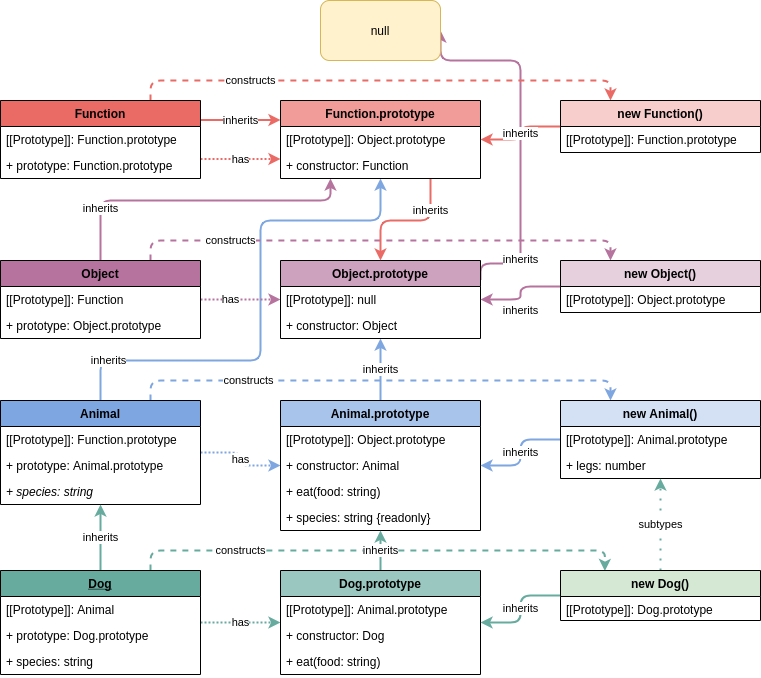 null
constructs
Function
[[Prototype]]: Function.prototype
+ prototype: Function.prototype
inherits
has
Function.prototype
[[Prototype]]: Object.prototype
+ constructor: Function
inherits
new Function()
[[Prototype]]: Function.prototype
inherits
inherits
constructs
inherits
Object
[[Prototype]]: Function
+ prototype: Object.prototype
has
Object.prototype
[[Prototype]]: null
+ constructor: Object
inherits
new Object()
[[Prototype]]: Object.prototype
inherits
inherits
inherits
constructs
Animal
[[Prototype]]: Function.prototype
+ prototype: Animal.prototype
+ species: string
has
Animal.prototype
[[Prototype]]: Object.prototype
+ constructor: Animal
+ eat(food: string)
+ species: string {readonly}
inherits
new Animal()
[[Prototype]]: Animal.prototype
+ legs: number
subtypes
inherits
constructs
inherits
Dog
[[Prototype]]: Animal
+ prototype: Dog.prototype
+ species: string
has
Dog.prototype
[[Prototype]]: Animal.prototype
+ constructor: Dog
+ eat(food: string)
inherits
new Dog()
[[Prototype]]: Dog.prototype